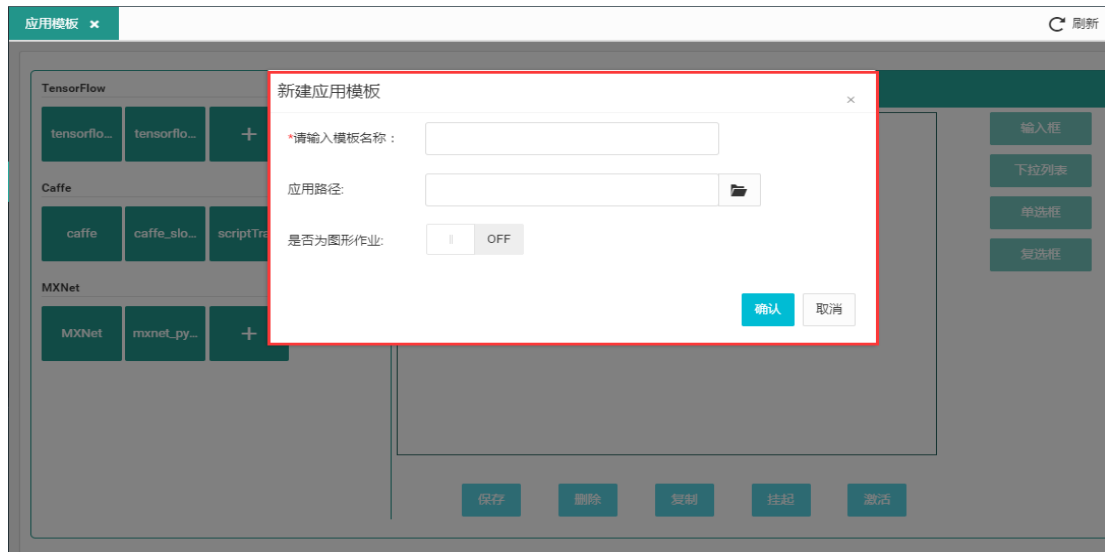 应用模板 ×
刷新
TensorFlow
tensorflo... tensorflo... +
Caffe
caffe caffe_slo... scriptTra
MXNet
MXNet mxnet_py... +
新建应用模板 ×
*请输入模板名称：
应用路径:
是否为图形作业: OFF
确认 取消
输入框
下拉列表
单选框
复选框
保存 删除 复制 挂起 激活